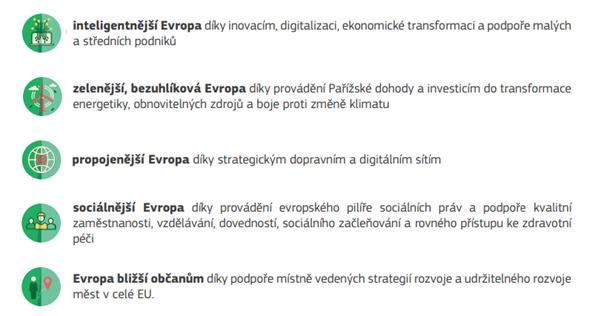 inteligentnější Evropa díky inovacím, digitalizaci, ekonomické transformaci a podpoře malých
a středních podniků
zelenější, bezuhlíková Evropa díky provádění Pařížské dohody a investicím do transformace
energetiky, obnovitelných zdrojů a boje proti změně klimatu
propojenější Evropa díky strategickým dopravním a digitálním sítím
sociálnější Evropa díky provádění evropského pilíře sociálních práv a podpoře kvalitní
zaměstnanosti, vzdělávání, dovedností, sociálního začleňování a rovného přístupu ke zdravotní
péči
Evropa bližší občanům díky podpoře místně vedených strategií rozvoje a udržitelného rozvoje
měst v celé EU.